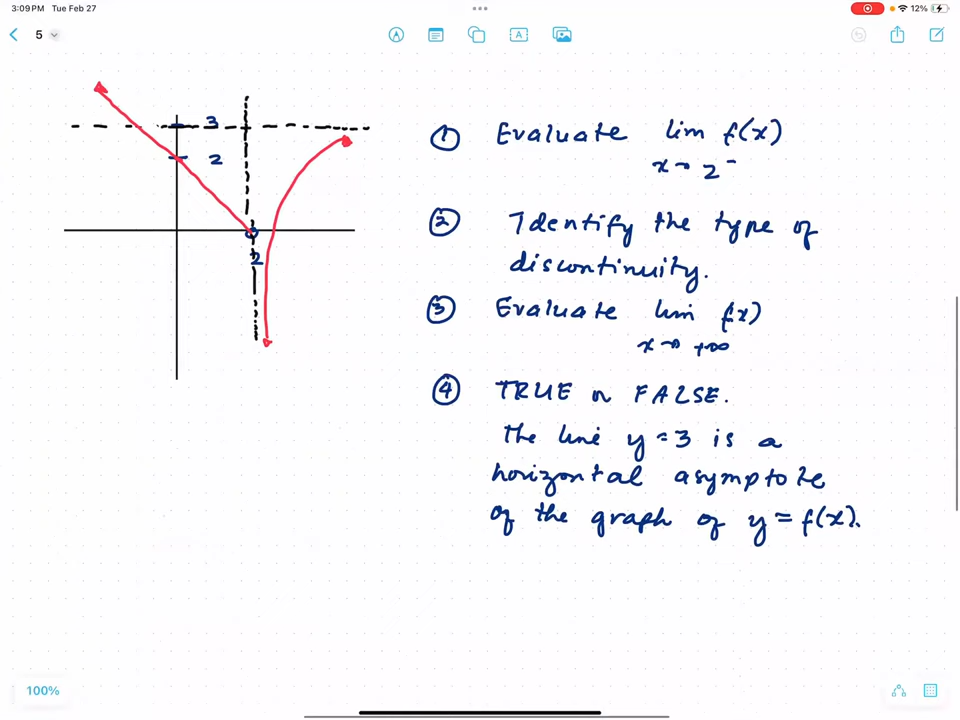 3:09 PM Tue Feb 27
12%
5
A
3
2
2
① Evaluate lim f(x)
x→2⁻
② Identify the type of
discontinuity.
③ Evaluate lim f(x)
x→+∞
④ TRUE or FALSE.
The line y=3 is a
horizontal asymptote
of the graph of y=f(x).
100%